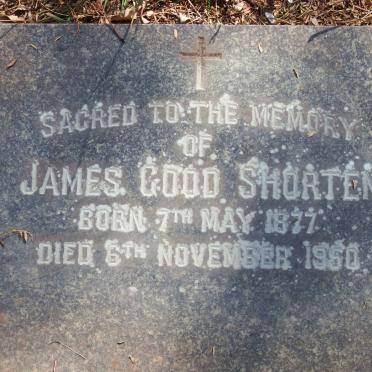 SACRED TO THE MEMORY
OF
JAMES GOOD SHORTEN
BORN 7TH MAY 1877
DIED 6TH NOVEMBER 1960